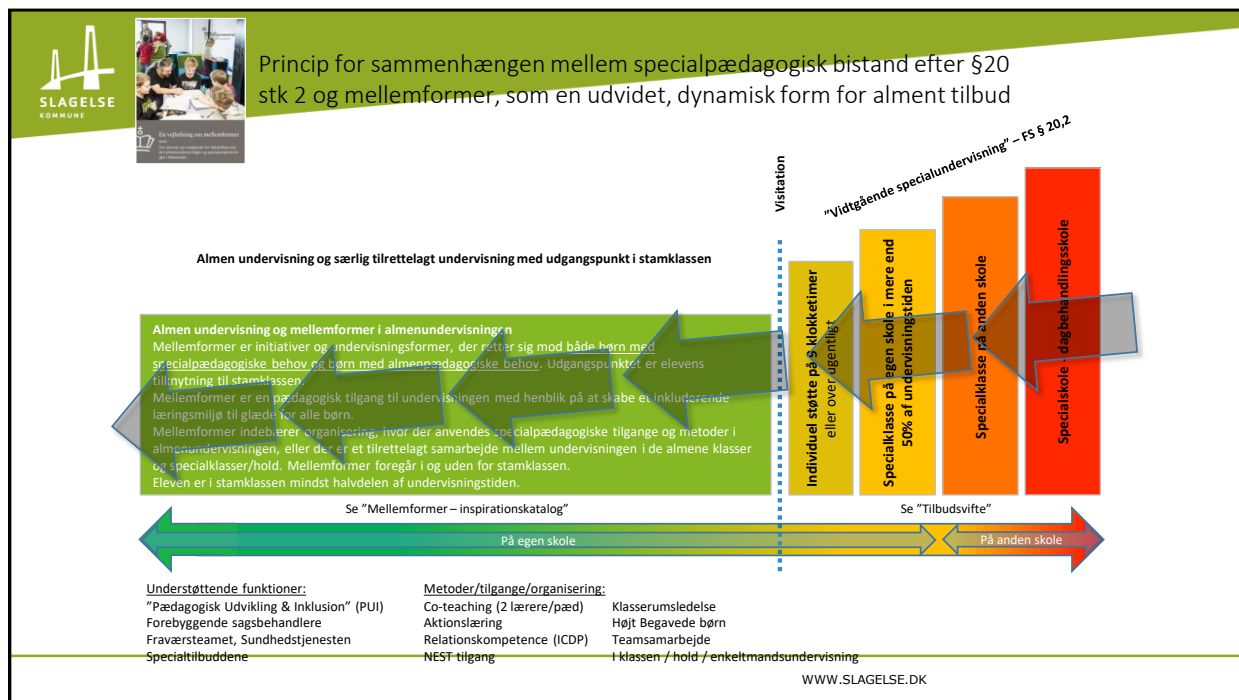 SLAGELSE
KOMMUNE
En vejledning om mellemformer
Princip for sammenhængen mellem specialpædagogisk bistand efter §20
stk 2 og mellemformer, som en udvidet, dynamisk form for alment tilbud
Visitation
”Vidtgående specialundervisning” – FS § 20,2
Almen undervisning og særlig tilrettelagt undervisning med udgangspunkt i stamklassen
Almen undervisning og mellemformer i almenundervisningen
Mellemformer er initiativer og undervisningsformer, der retter sig mod både børn med
specialpædagogiske behov og børn med almenpædagogiske behov. Udgangspunktet er elevens
tilknytning til stamklassen.
Mellemformer er en pædagogisk tilgang til undervisningen med henblik på at skabe et inkluderende
læringsmiljø til glæde for alle børn.
Mellemformer indebærer organisering, hvor der anvendes specialpædagogiske tilgange og metoder i
almenundervisningen, eller der er et tilrettelagt samarbejde mellem undervisningen i de almene klasser
og specialklasser/hold. Mellemformer foregår i og uden for stamklassen.
Eleven er i stamklassen mindst halvdelen af undervisningstiden.
Individuel støtte på 9 klokketimer
eller over ugentligt
Specialklasse på egen skole i mere end
50% af undervisningstiden
Specialklasse på anden skole
Specialskole - dagbehandlingsskole
Se ”Mellemformer – inspirationskatalog”
Se ”Tilbudsvifte”
På egen skole
På anden skole
Understøttende funktioner:
”Pædagogisk Udvikling & Inklusion” (PUI)
Forebyggende sagsbehandlere
Fraværsteamet, Sundhedstjenesten
Specialtilbuddene
Metoder/tilgange/organisering:
Co-teaching (2 lærere/pæd)
Aktionslæring
Relationskompetence (ICDP)
NEST tilgang
Klasserumsledelse
Højt Begavede børn
Teamsamarbejde
I klassen / hold / enkeltmandsundervisning
WWW.SLAGELSE.DK